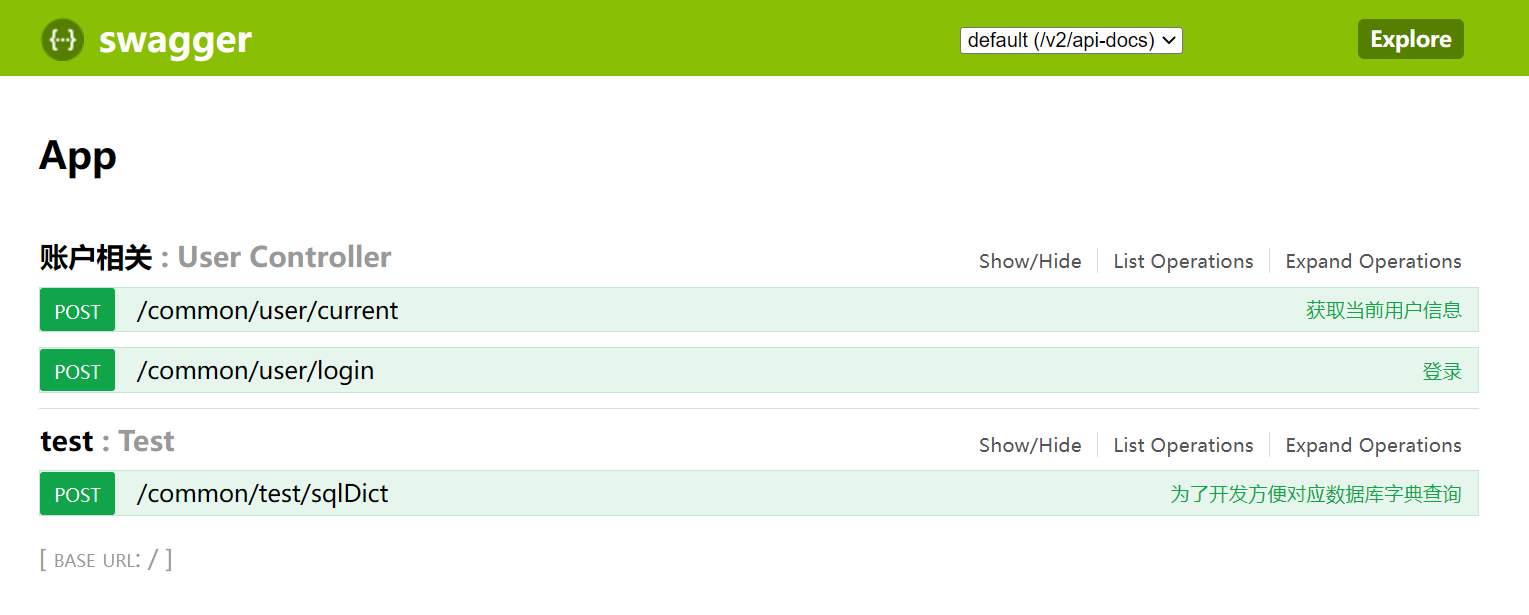 {··} swagger default (/v2/api-docs) Explore
App
账户相关 : User Controller Show/Hide List Operations Expand Operations
POST /common/user/current 获取当前用户信息
POST /common/user/login 登录
test : Test Show/Hide List Operations Expand Operations
POST /common/test/sqlDict 为了开发方便对应数据库字典查询
[ BASE URL: / ]